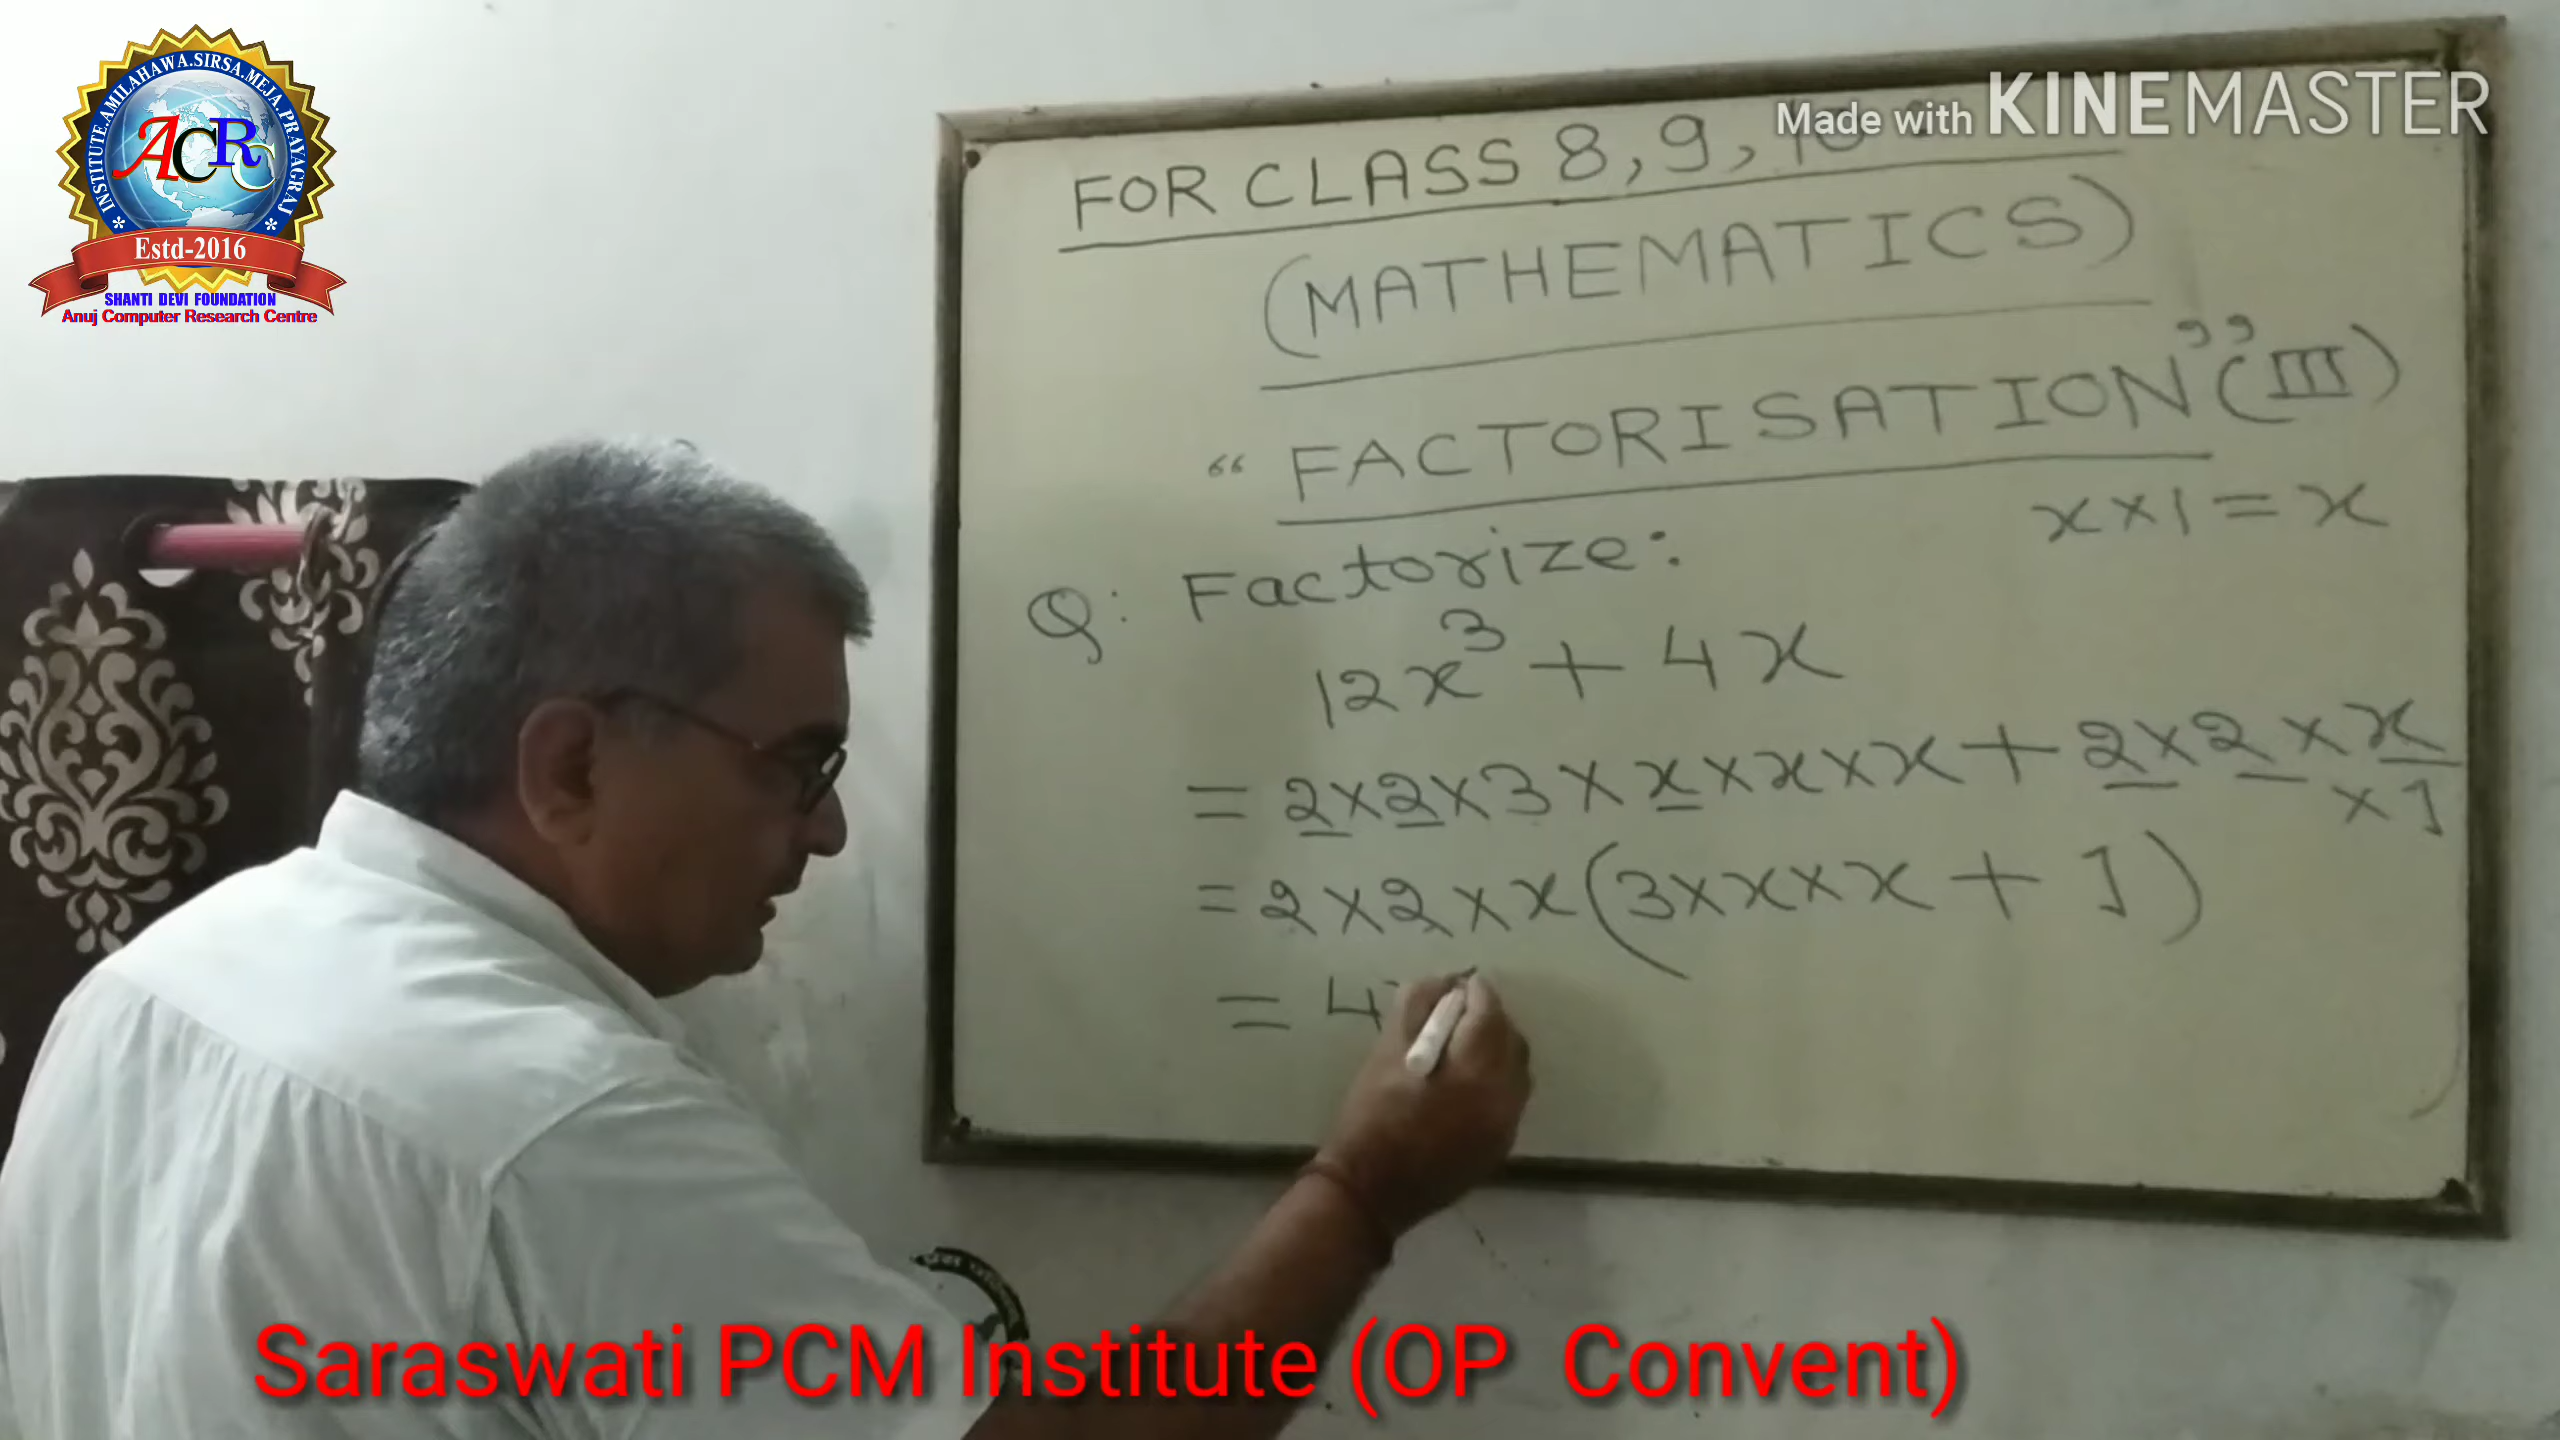 INSTITUTE.AMILAHAWA.SIRSA.MEJA.PRAYAGRAJ
ACRC
Estd-2016
SHANTI DEVI FOUNDATION
Anuj Computer Research Centre
Made with KINEMASTER
FOR CLASS 8, 9, 10
(MATHEMATICS)
“FACTORISATION” (III)
x×1=x
Q: Factorize:
12x³ + 4x
= 2×2×3×x×x×x + 2×2×x
×1
= 2×2×x(3×x×x + 1)
= 4
Saraswati PCM Institute (OP Convent)